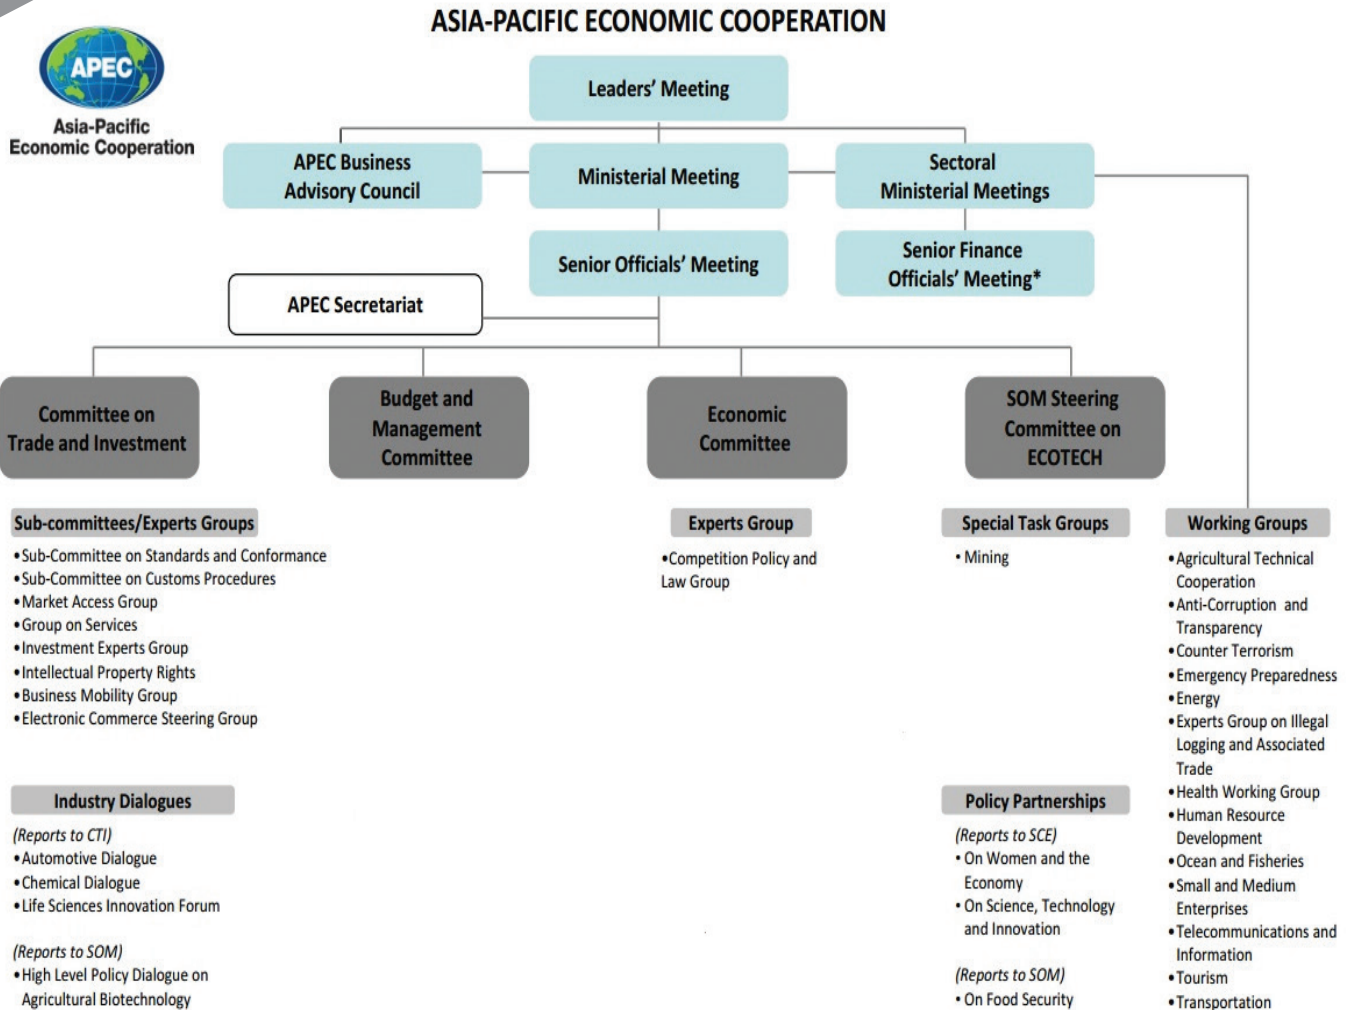 ASIA-PACIFIC ECONOMIC COOPERATION
APEC
Asia-Pacific
Economic Cooperation
Leaders' Meeting
APEC Business
Advisory Council
Ministerial Meeting
Sectoral
Ministerial Meetings
Senior Officials' Meeting
Senior Finance
Officials' Meeting*
APEC Secretariat
Committee on
Trade and Investment
Budget and
Management
Committee
Economic
Committee
SOM Steering
Committee on
ECOTECH
Sub-committees/Experts Groups
•Sub-Committee on Standards and Conformance
•Sub-Committee on Customs Procedures
•Market Access Group
•Group on Services
•Investment Experts Group
•Intellectual Property Rights
•Business Mobility Group
•Electronic Commerce Steering Group
Industry Dialogues
(Reports to CTI)
•Automotive Dialogue
•Chemical Dialogue
•Life Sciences Innovation Forum
(Reports to SOM)
•High Level Policy Dialogue on
Agricultural Biotechnology
Experts Group
•Competition Policy and
Law Group
Special Task Groups
• Mining
Policy Partnerships
(Reports to SCE)
• On Women and the
Economy
• On Science, Technology
and Innovation
(Reports to SOM)
• On Food Security
Working Groups
•Agricultural Technical
Cooperation
•Anti-Corruption and
Transparency
•Counter Terrorism
•Emergency Preparedness
•Energy
•Experts Group on Illegal
Logging and Associated
Trade
•Health Working Group
•Human Resource
Development
•Ocean and Fisheries
•Small and Medium
Enterprises
•Telecommunications and
Information
•Tourism
•Transportation